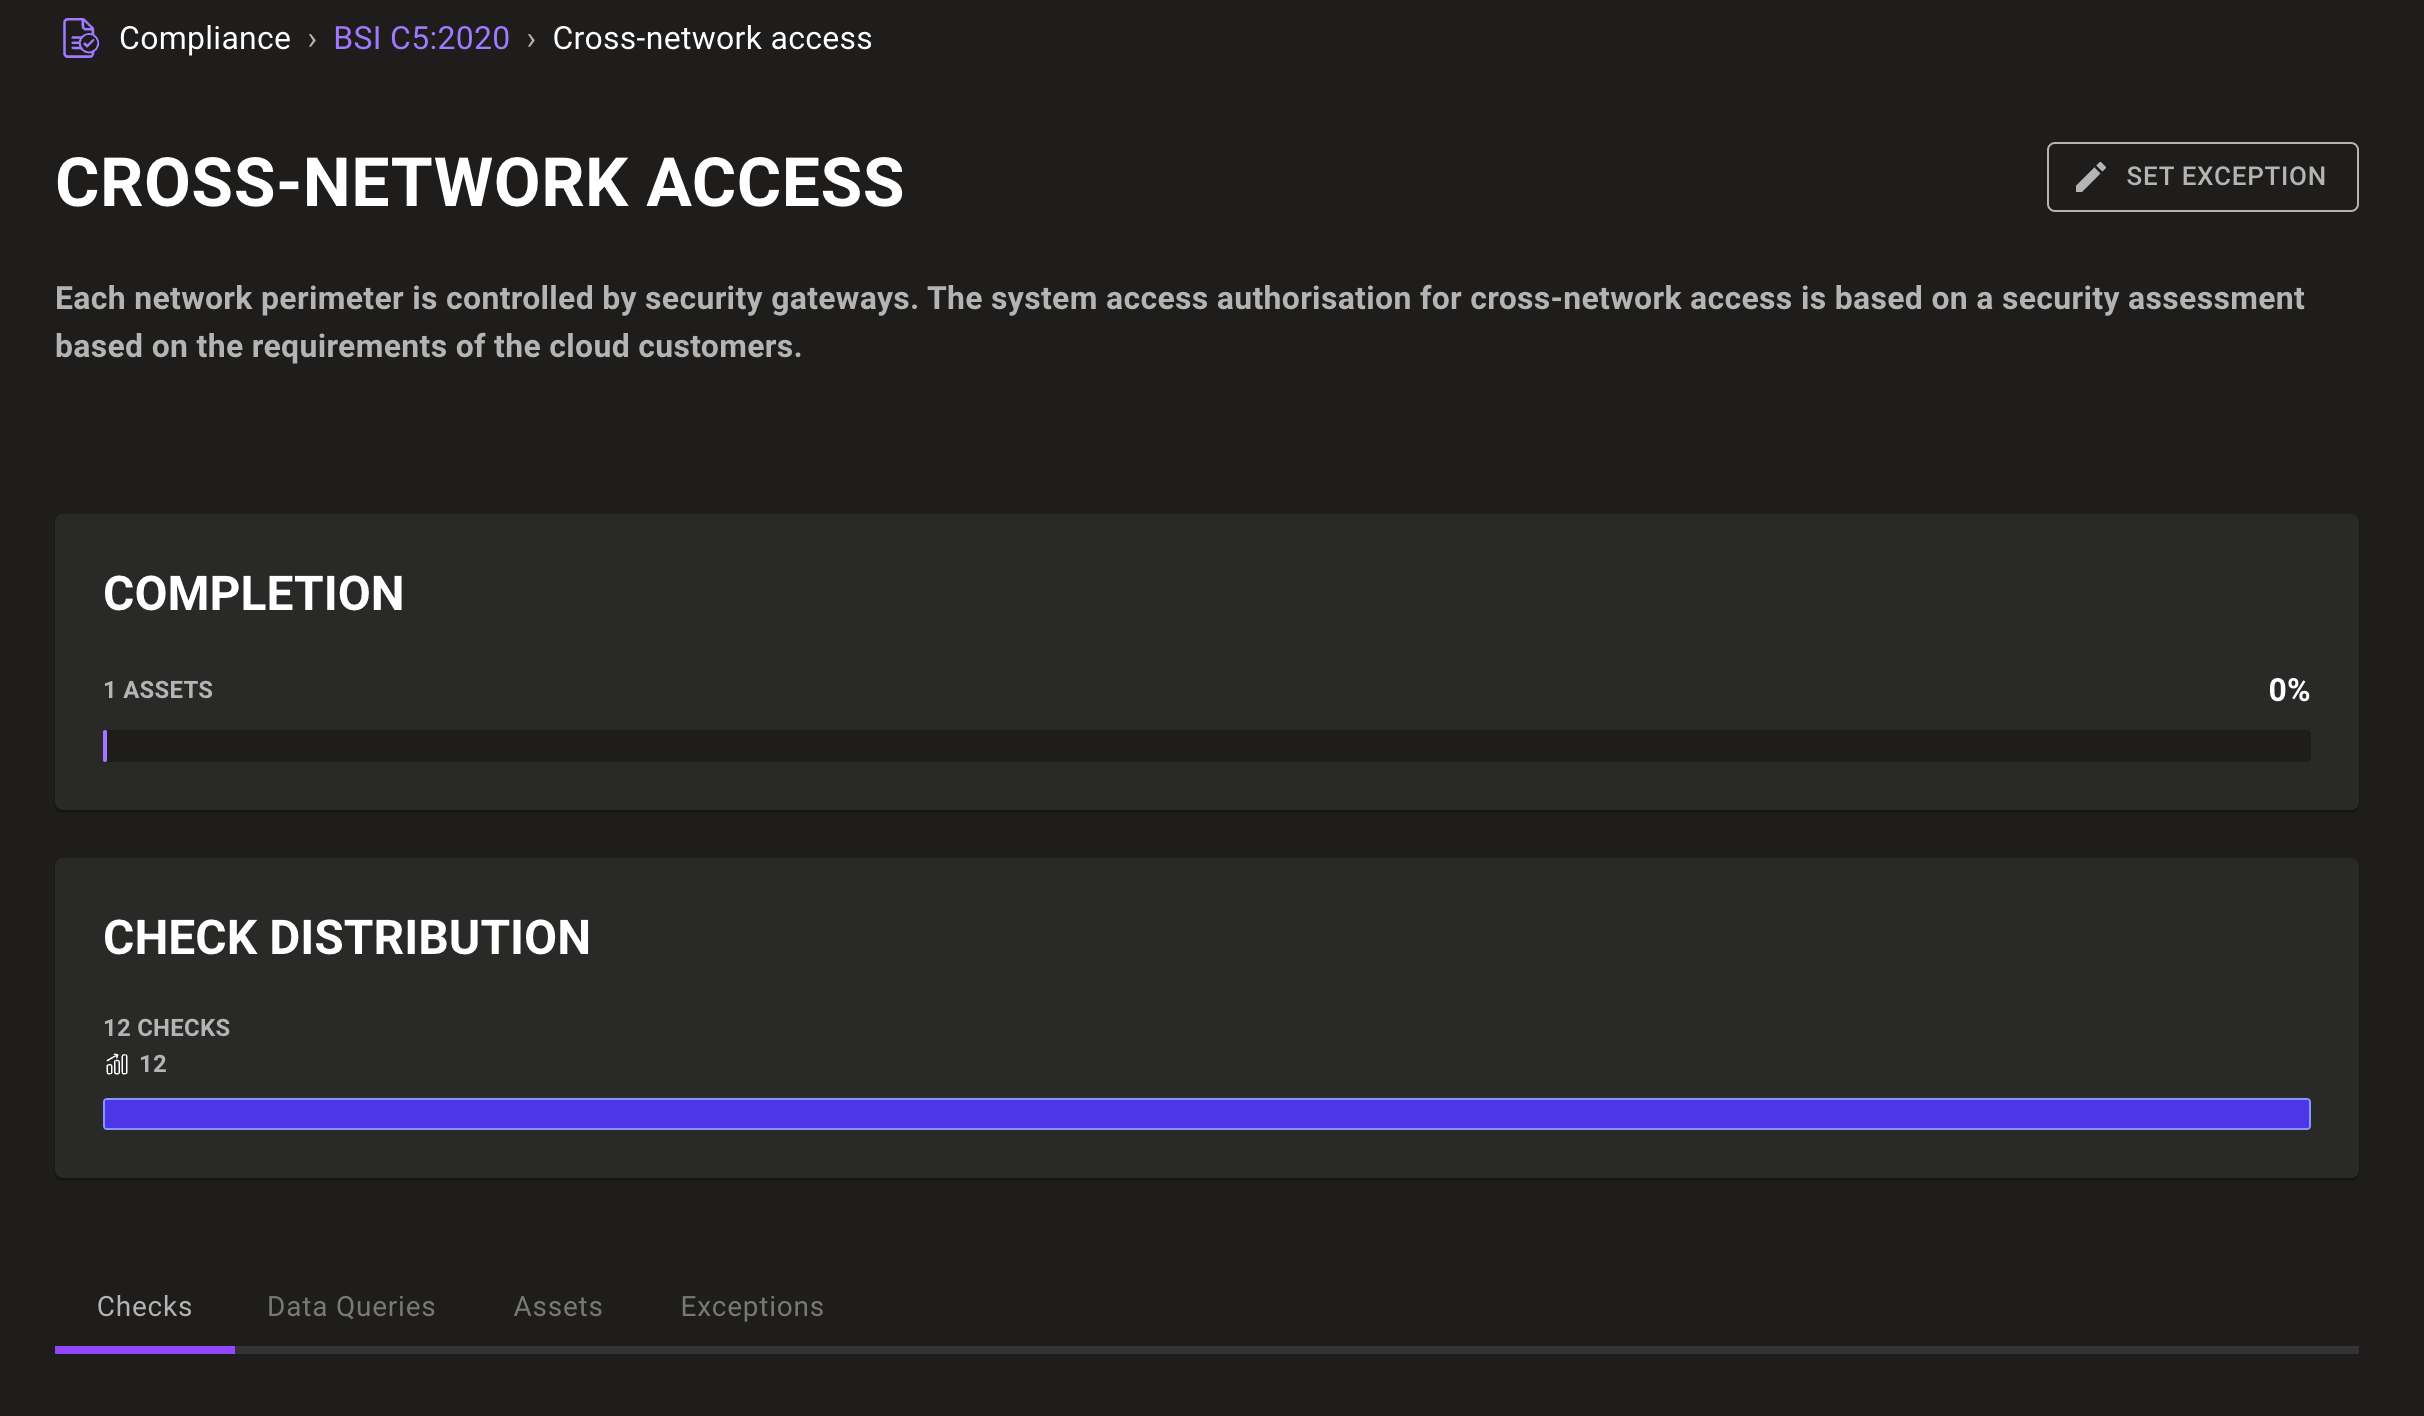 Compliance › BSI C5:2020 › Cross-network access
CROSS-NETWORK ACCESS
SET EXCEPTION
Each network perimeter is controlled by security gateways. The system access authorisation for cross-network access is based on a security assessment
based on the requirements of the cloud customers.
COMPLETION
1 ASSETS
0%
CHECK DISTRIBUTION
12 CHECKS
12
Checks
Data Queries
Assets
Exceptions